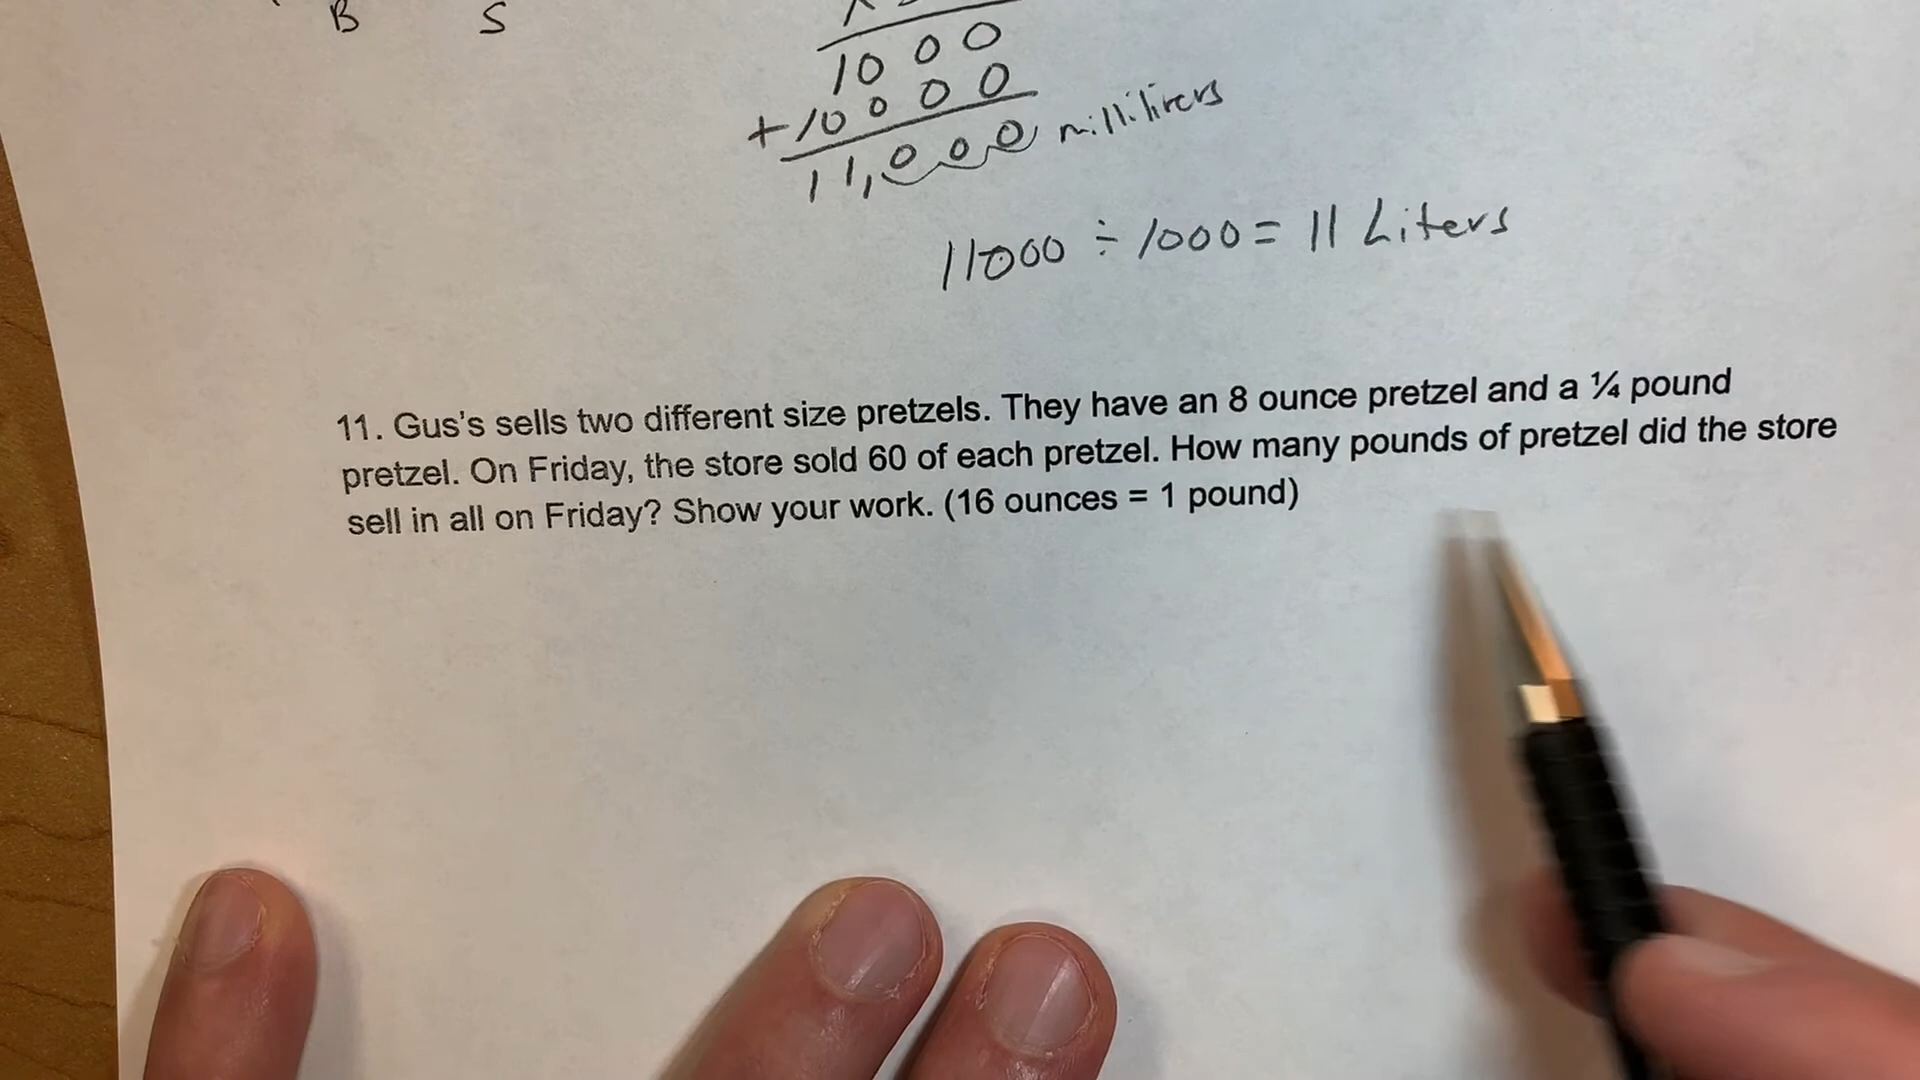 B S
1000
+10000
11,000 milliliters
11000 ÷ 1000 = 11 Liters
11. Gus's sells two different size pretzels. They have an 8 ounce pretzel and a ¼ pound
pretzel. On Friday, the store sold 60 of each pretzel. How many pounds of pretzel did the store
sell in all on Friday? Show your work. (16 ounces = 1 pound)